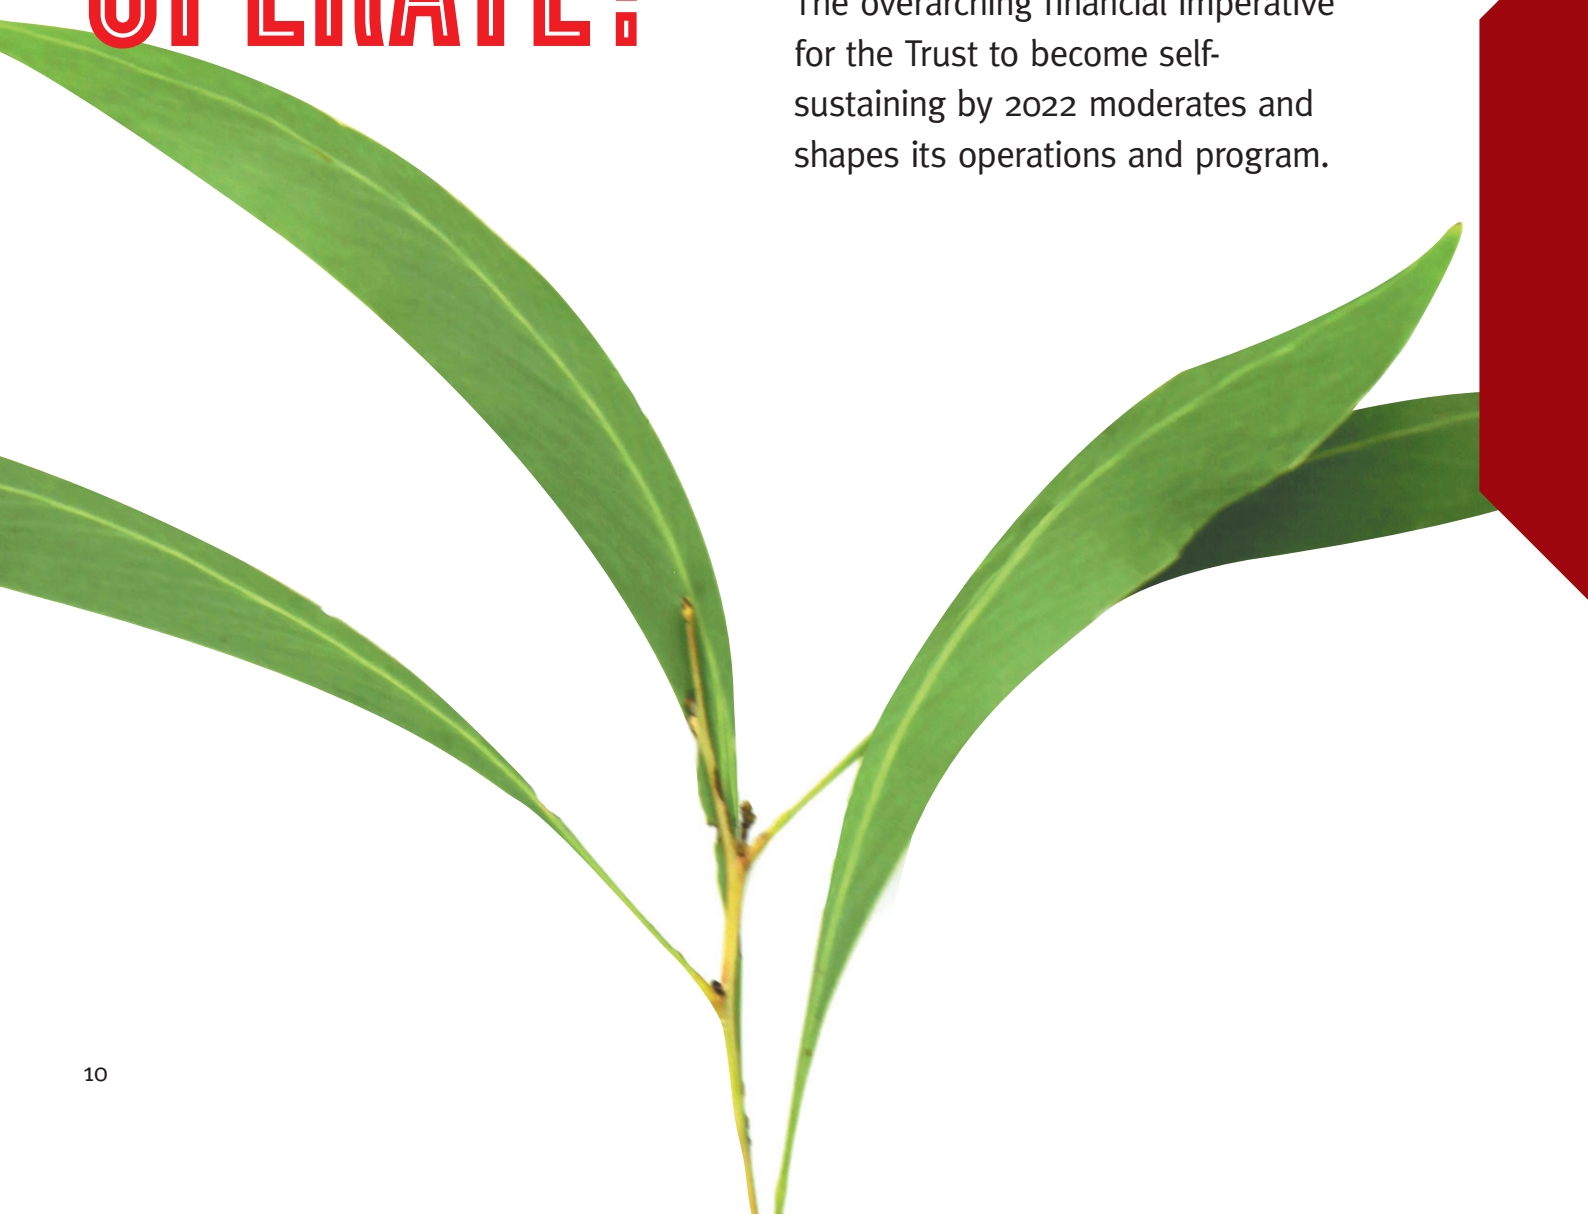 OPERATE?
The overarching financial imperative
for the Trust to become self-
sustaining by 2022 moderates and
shapes its operations and program.
10